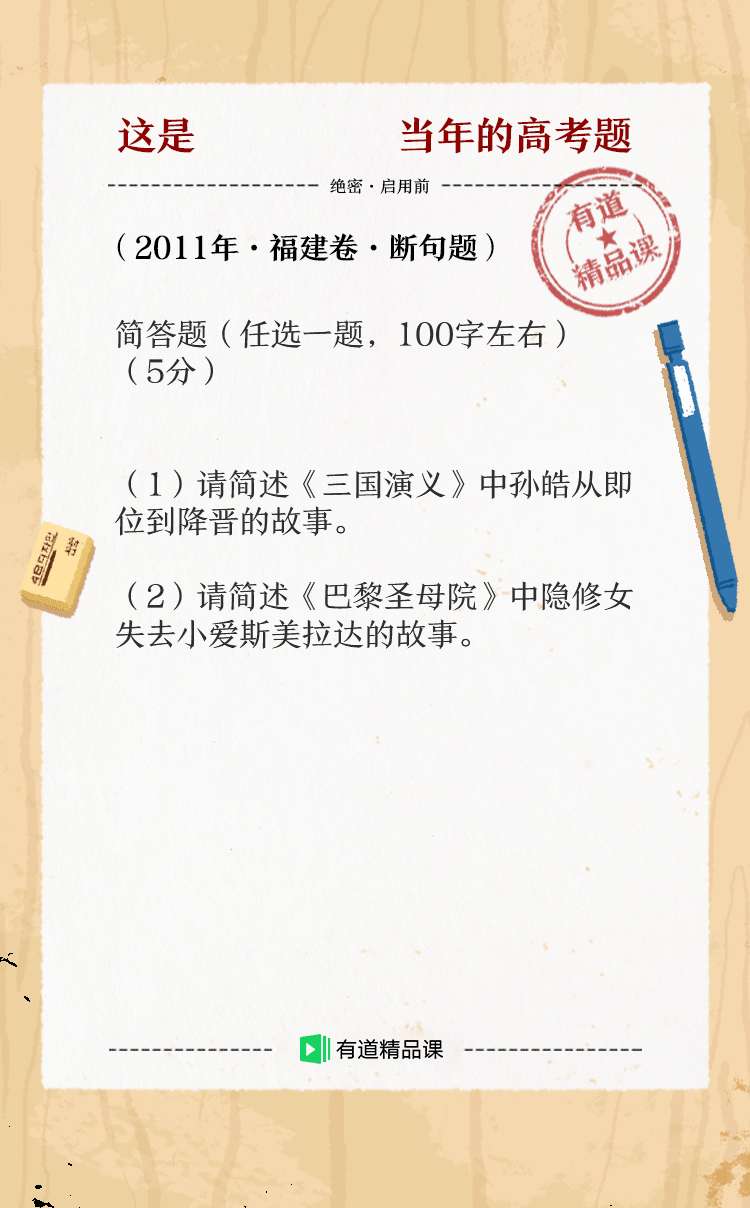 这是 当年的高考题
绝密·启用前
有道
精品课
（2011年·福建卷·断句题）
简答题（任选一题，100字左右）
（5分）
（1）请简述《三国演义》中孙皓从即
位到降晋的故事。
（2）请简述《巴黎圣母院》中隐修女
失去小爱斯美拉达的故事。
有道精品课